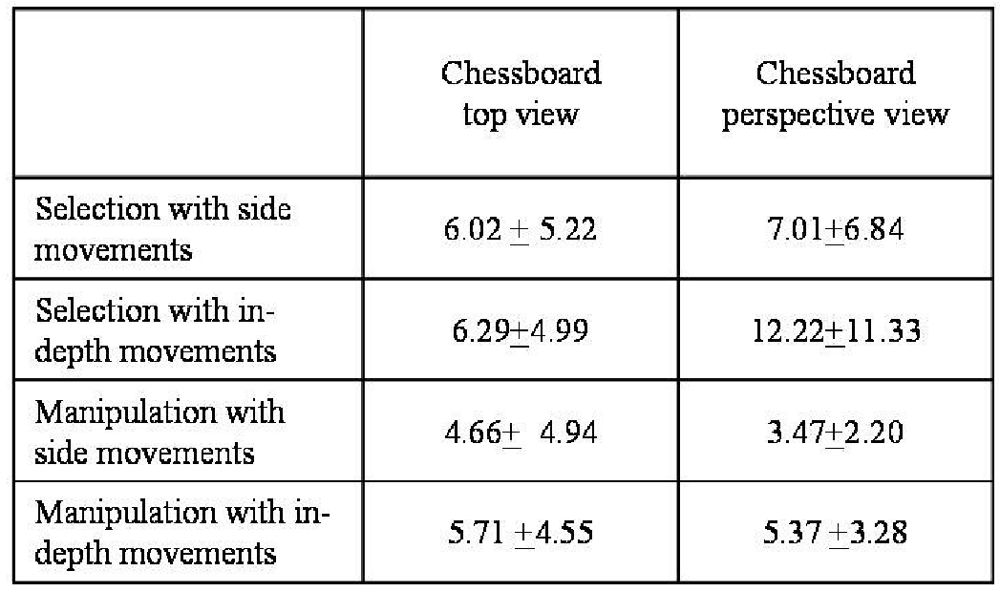 Chessboard
top view
Chessboard
perspective view
Selection with side
movements
6.02 ± 5.22
7.01±6.84
Selection with in-
depth movements
6.29±4.99
12.22±11.33
Manipulation with
side movements
4.66± 4.94
3.47±2.20
Manipulation with in-
depth movements
5.71 ±4.55
5.37 ±3.28